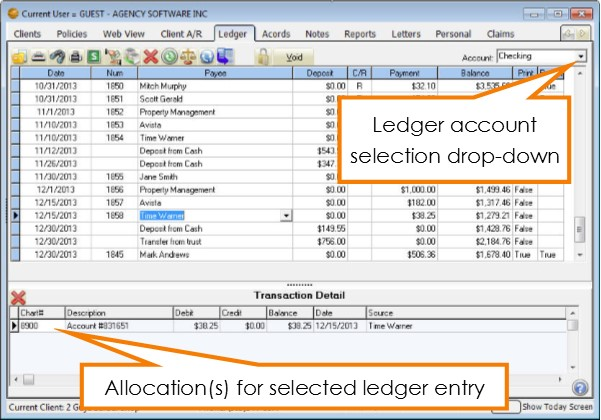 Current User = GUEST - AGENCY SOFTWARE INC
Clients Policies Web View Client A/R Ledger Acords Notes Reports Letters Personal Claims
Void Account: Checking
Date Num Payee Deposit C/R Payment Balance Print
10/31/2013 1850 Mitch Murphy $0.00 R $32.10 $3,535.66 True
10/31/2013 1851 Scott Gerald $0.00
11/1/2013 1852 Property Management $0.00
11/10/2013 1853 Avista $0.00
11/10/2013 1854 Time Warner $0.00
11/12/2013 Deposit from Cash $543.
11/26/2013 Deposit from Cash $347.
11/30/2013 1855 Jane Smith $0.00
12/1/2013 1856 Property Management $0.00 $1,000.00 $1,499.46 False
12/15/2013 1857 Avista $0.00 $182.00 $1,317.46 False
12/15/2013 1858 Time Warner $0.00 $38.25 $1,279.21 False
12/30/2013 Deposit from Cash $149.55 $0.00 $1,428.76 False
12/30/2013 Transfer from trust $756.00 $0.00 $2,184.76 False
12/30/2013 1845 Mark Andrews $0.00 $506.36 $1,678.40 True True
Ledger account
selection drop-down
Transaction Detail
Chart# Description Debit Credit Balance Date Source
8900 Account #831651 $38.25 $0.00 $38.25 12/15/2013 Time Warner
Allocation(s) for selected ledger entry
Current Client: 2 Show Today Screen